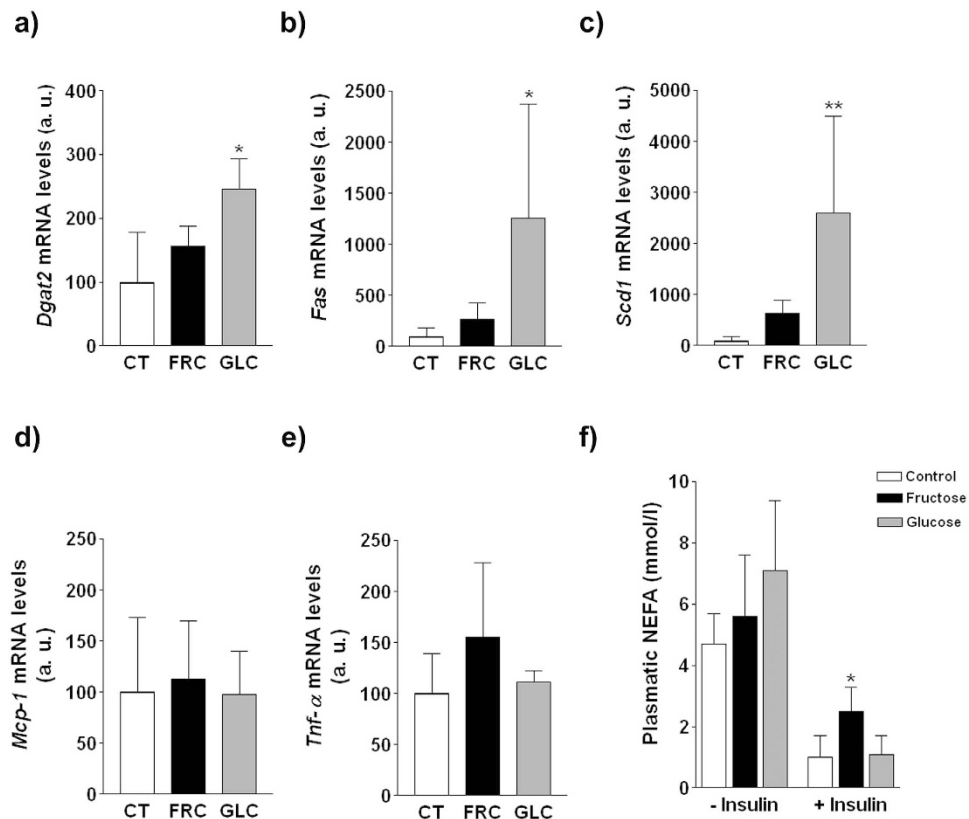 a)
Dgat2 mRNA levels (a. u.)
400
300
200
100
0
*
CT FRC GLC
b)
Fas mRNA levels (a. u.)
2500
2000
1500
1000
500
0
*
CT FRC GLC
c)
Scd1 mRNA levels (a. u.)
5000
4000
3000
2000
1000
0
**
CT FRC GLC
d)
Mcp-1 mRNA levels
(a. u.)
250
200
150
100
50
0
CT FRC GLC
e)
Tnf-α mRNA levels
(a. u.)
250
200
150
100
50
0
CT FRC GLC
f)
Plasmatic NEFA (mmol/l)
10
8
6
4
2
0
Control
Fructose
Glucose
*
- Insulin + Insulin